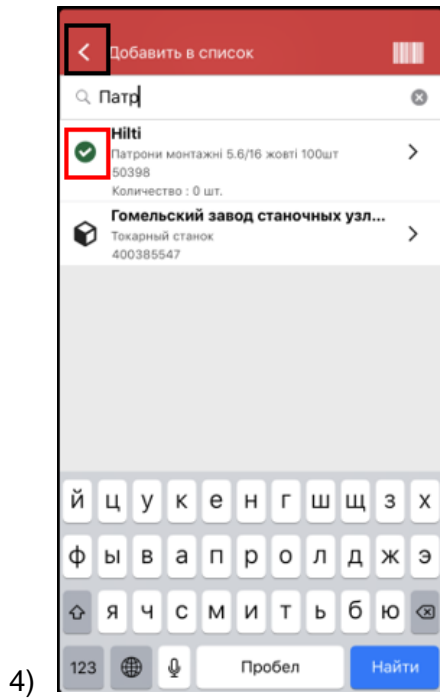 Добавить в список
Патр
Hilti
Патрони монтажні 5.6/16 жовті 100шт
50398
Количество : 0 шт.
Гомельский завод станочных узл...
Токарный станок
400385547
й ц у к е н г ш щ з х
ф ы в а п р о л д ж э
я ч с м и т ь б ю
123 Пробел Найти
4)